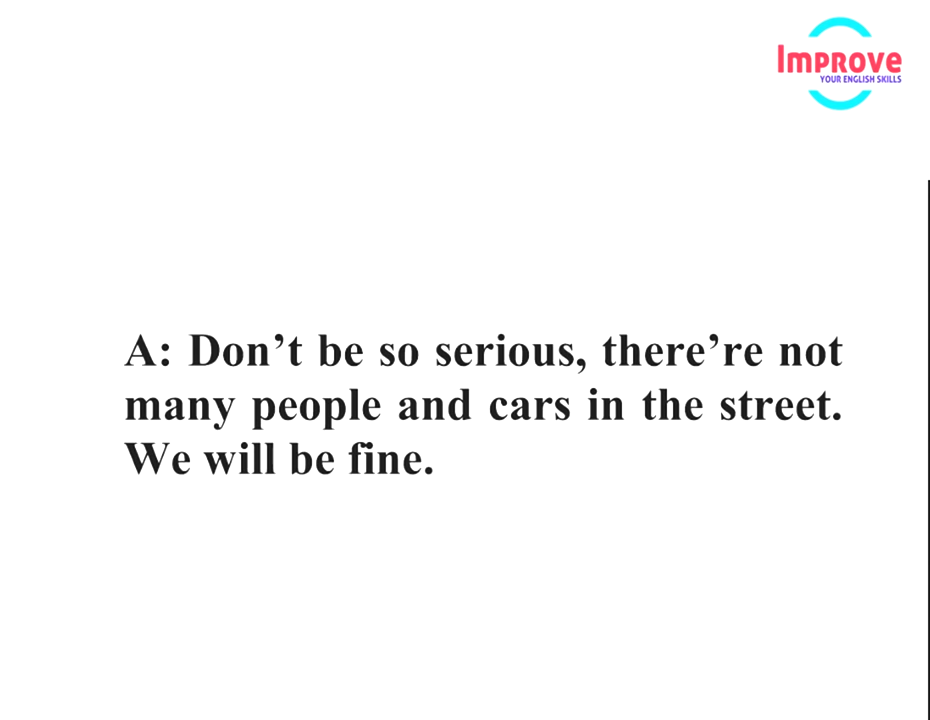 Improve
YOUR ENGLISH SKILLS
A: Don’t be so serious, there’re not
many people and cars in the street.
We will be fine.